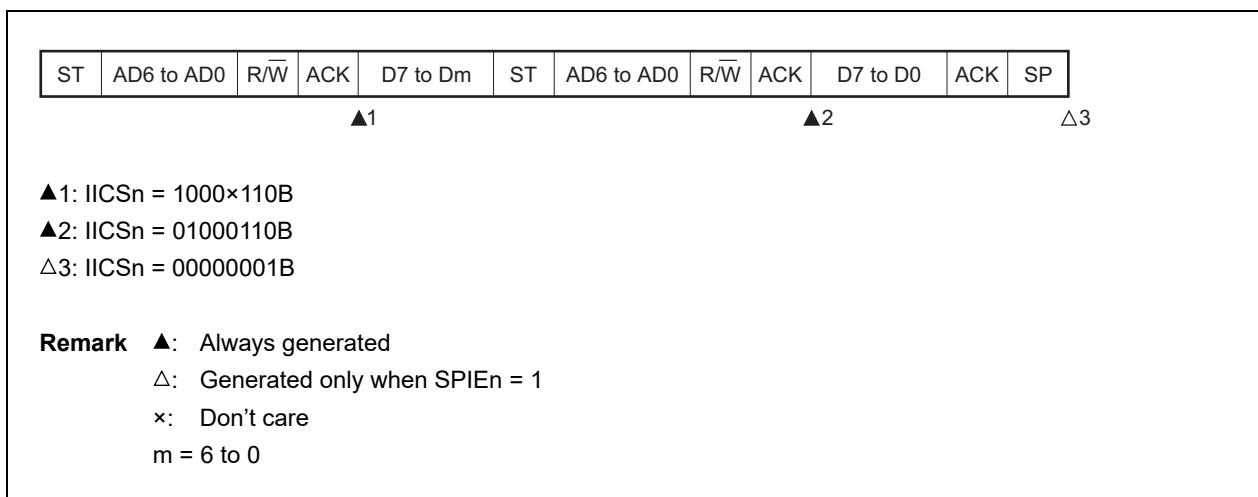 ST AD6 to AD0 R/W̅ ACK D7 to Dm ST AD6 to AD0 R/W̅ ACK D7 to D0 ACK SP
▲1 ▲2 △3
▲1: IICSn = 1000×110B
▲2: IICSn = 01000110B
△3: IICSn = 00000001B
Remark ▲: Always generated
△: Generated only when SPIEn = 1
×: Don't care
m = 6 to 0